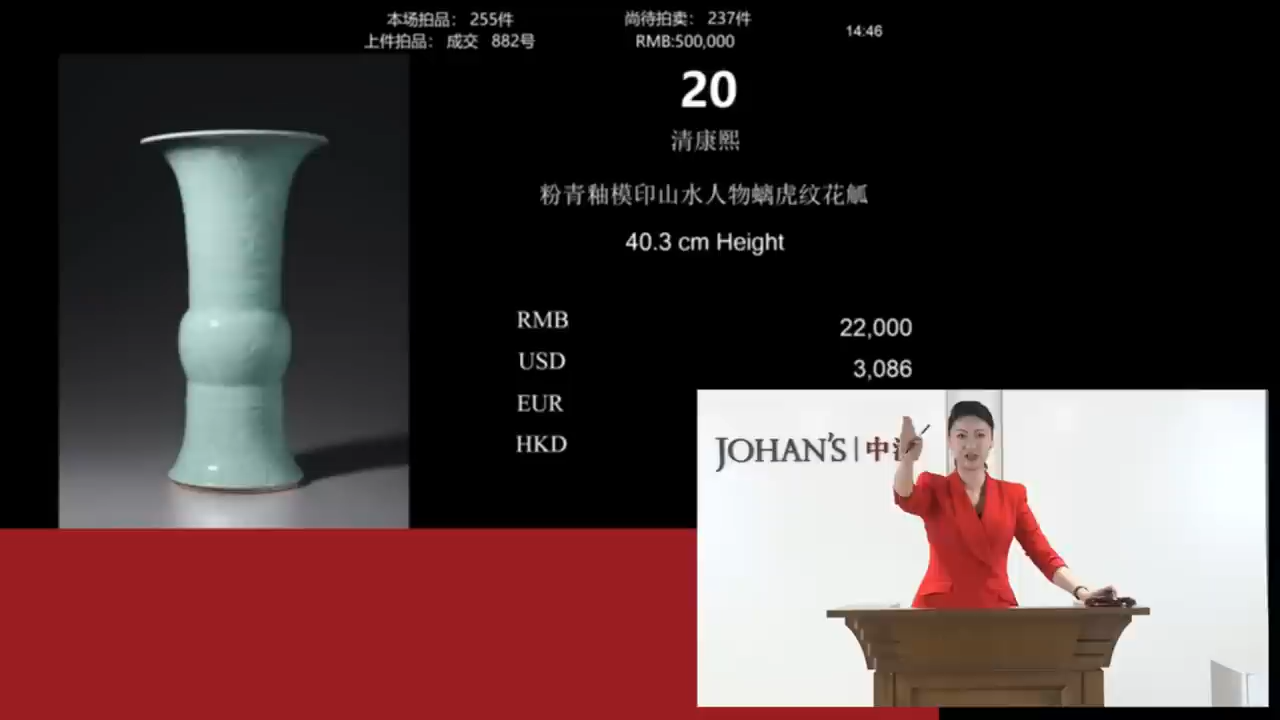 本场拍品： 255件
尚待拍卖： 237件
上件拍品： 成交 882号
RMB:500,000
14:46
20
清康熙
粉青釉模印山水人物螭虎纹花觚
40.3 cm Height
RMB 22,000
USD 3,086
EUR
HKD
JOHAN'S | 中